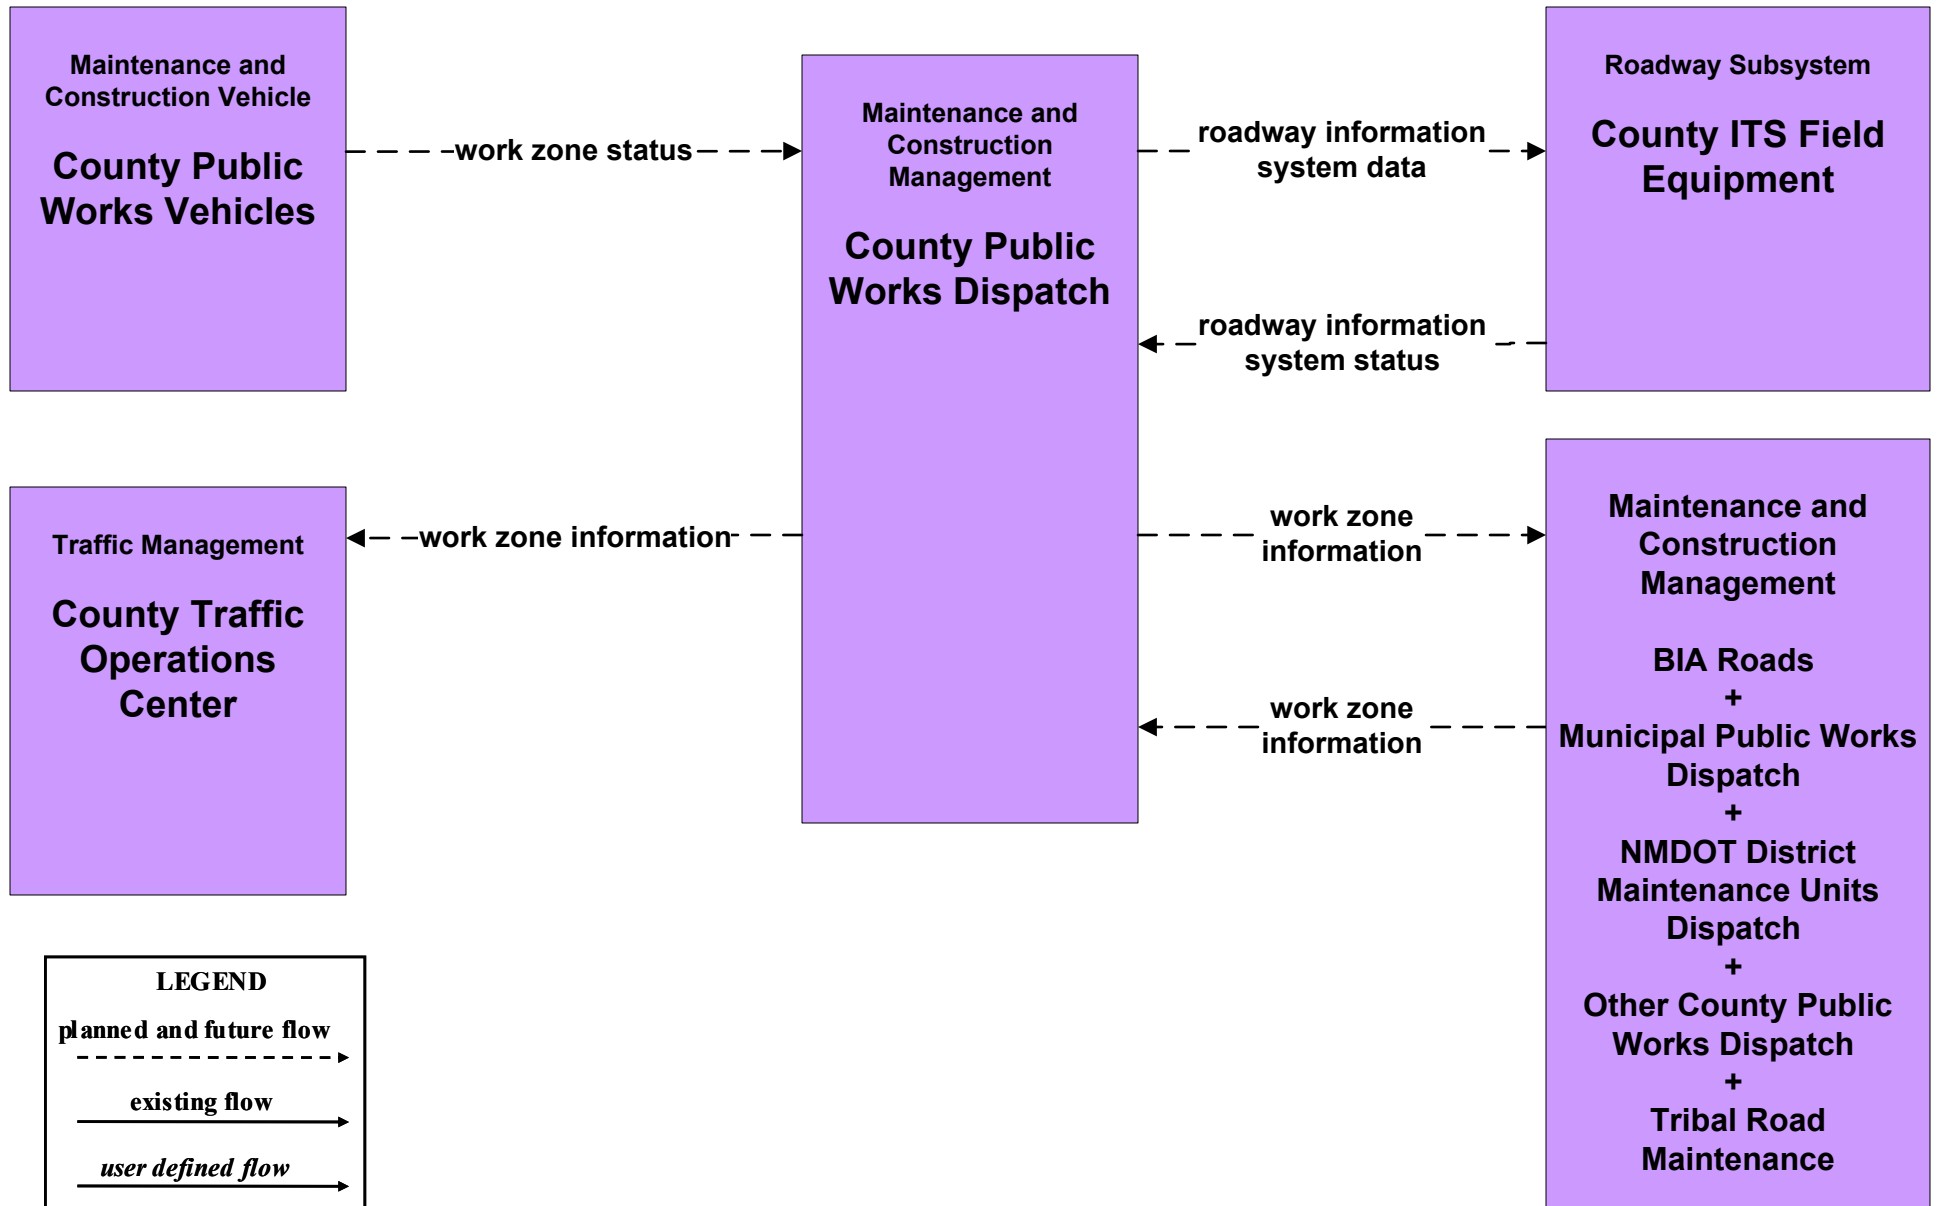 Maintenance and
Construction Vehicle
County Public
Works Vehicles
work zone status
Maintenance and
Construction
Management
County Public
Works Dispatch
roadway information
system data
roadway information
system status
Roadway Subsystem
County ITS Field
Equipment
Traffic Management
County Traffic
Operations
Center
work zone information
work zone
information
work zone
information
Maintenance and
Construction
Management
BIA Roads
+
Municipal Public Works
Dispatch
+
NMDOT District
Maintenance Units
Dispatch
+
Other County Public
Works Dispatch
+
Tribal Road
Maintenance
LEGEND
planned and future flow
existing flow
user defined flow